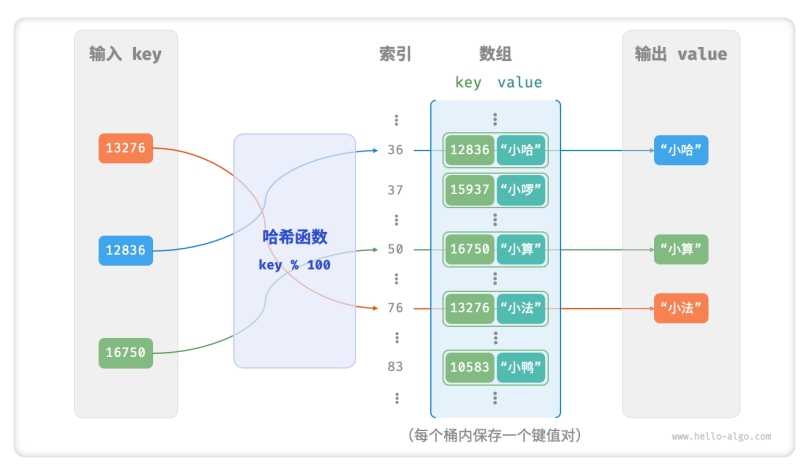 输入 key
索引
数组
输出 value
key value
⋮ ⋮
13276
36 12836 “小哈” “小哈”
37 15937 “小啰”
⋮ ⋮
哈希函数
key % 100
12836
50 16750 “小算” “小算”
⋮ ⋮
76 13276 “小法” “小法”
⋮ ⋮
16750
83 10583 “小鸭”
⋮ ⋮
（每个桶内保存一个键值对）
www.hello-algo.com